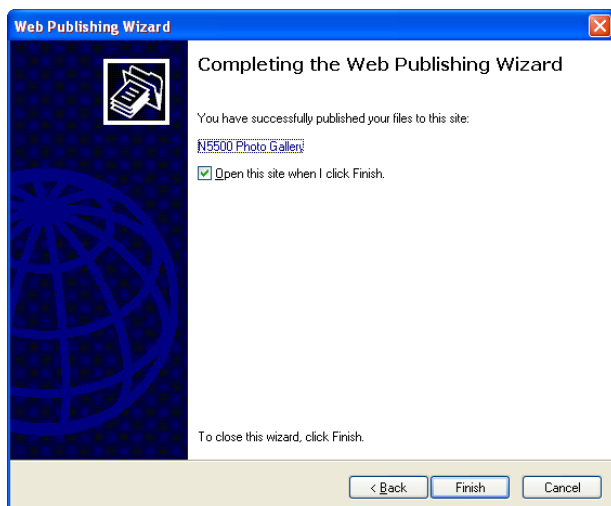 Web Publishing Wizard
Completing the Web Publishing Wizard
You have successfully published your files to this site:
N5500 Photo Gallery
Open this site when I click Finish.
To close this wizard, click Finish.
< Back Finish Cancel